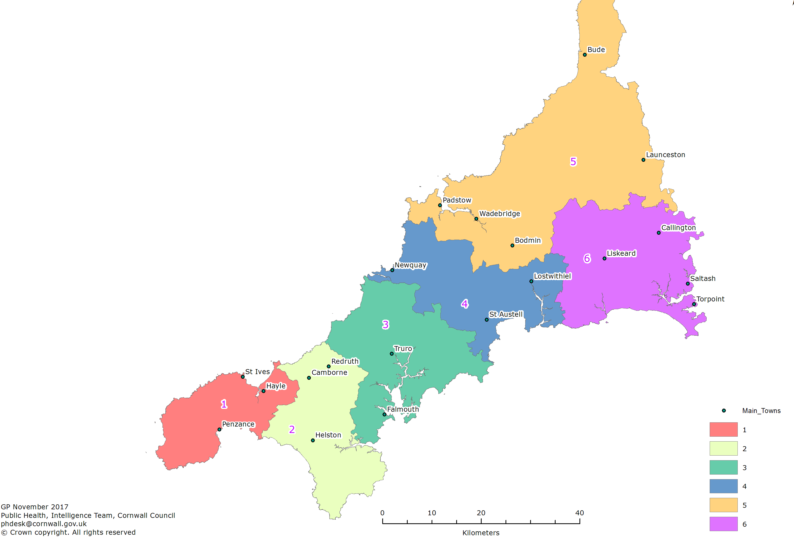 Bude
Launceston
5
Padstow
Wadebridge
Callington
Bodmin
Liskeard
6
Newquay
Lostwithiel
Saltash
4
Torpoint
St Austell
3
Truro
Redruth
St Ives
Camborne
Hayle
1
Falmouth
Penzance
2
Helston
Main_Towns
1
2
3
4
5
6
GP November 2017
Public Health, Intelligence Team, Cornwall Council
phdesk@cornwall.gov.uk
© Crown copyright. All rights reserved
0 10 20 40
Kilometers